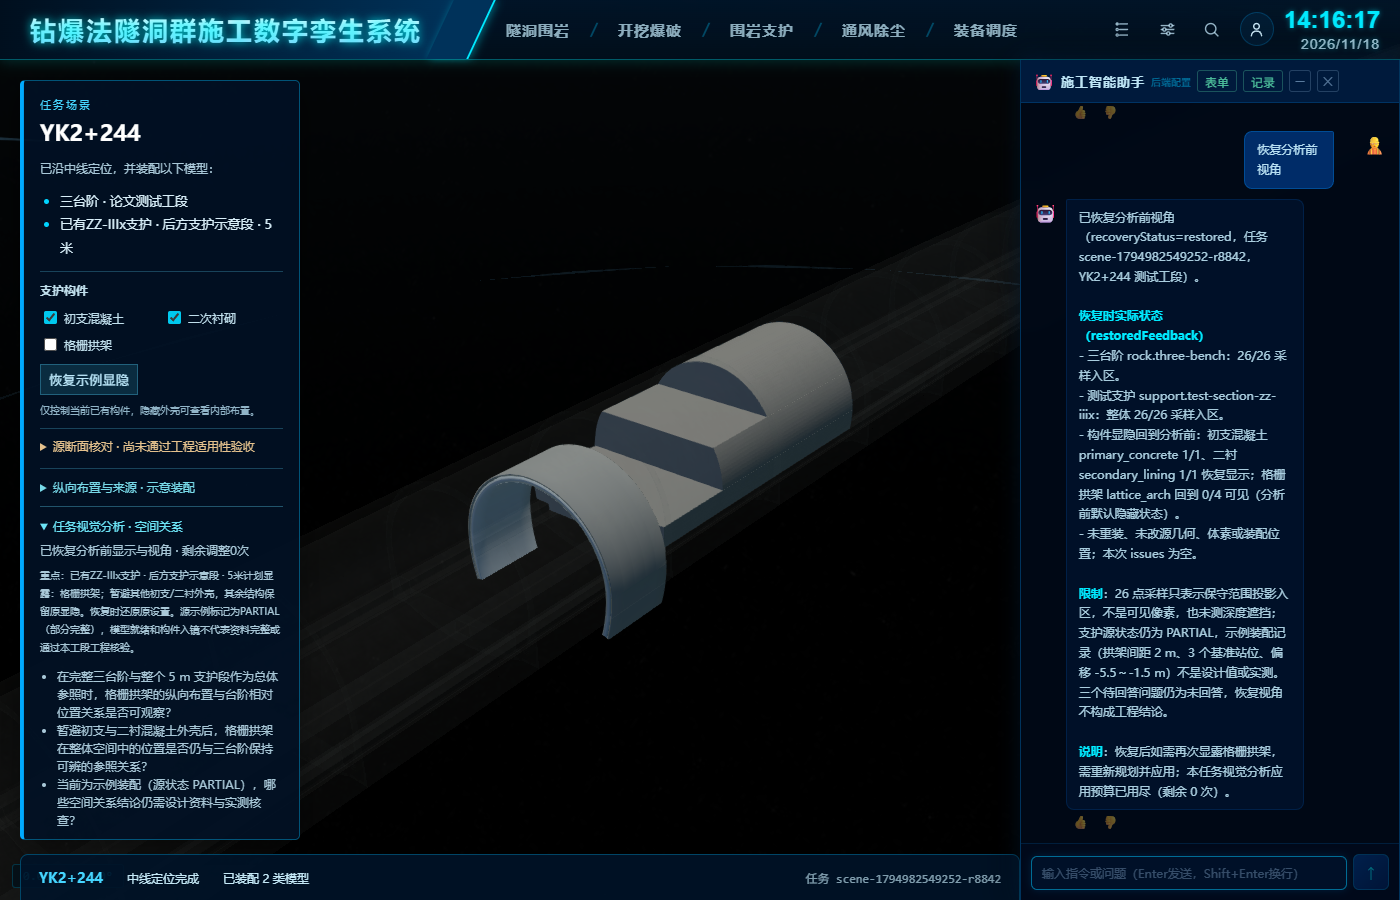 钻爆法隧洞群施工数字孪生系统
隧洞围岩 / 开挖爆破 / 围岩支护 / 通风除尘 / 装备调度
14:16:17
2026/11/18
任务场景
YK2+244
已沿中线定位，并装配以下模型：
三台阶 · 论文测试工段
已有ZZ-IIIx支护 · 后方支护示意段 · 5
米
支护构件
初支混凝土
二次衬砌
格栅拱架
恢复示例显隐
仅控制当前已有构件，隐藏外壳可查看内部布置。
源断面核对 · 尚未通过工程适用性验收
纵向布置与来源 · 示意装配
任务视觉分析 · 空间关系
已恢复分析前显示与视角 · 剩余调整0次
重点：已有ZZ-IIIx支护 · 后方支护示意段 · 5米计划显
露：格栅拱架；暂避其他初支/二衬外壳，其余结构保
留原显隐。恢复时还原原设置。源示例标记为PARTIAL
（部分完整），模型就绪和构件入镜不代表资料完整或
通过本工段工程核验。
在完整三台阶与整个 5 m 支护段作为总体
参照时，格栅拱架的纵向布置与台阶相对
位置关系是否可观察？
暂避初支与二衬混凝土外壳后，格栅拱架
在整体空间中的位置是否仍与三台阶保持
可辨的参照关系？
当前为示例装配（源状态 PARTIAL），哪
些空间关系结论仍需设计资料与实测核
查？
YK2+244 中线定位完成 已装配 2 类模型
任务 scene-1794982549252-r8842
施工智能助手 后端配置 表单 记录
恢复分析前
视角
已恢复分析前视角
（recoveryStatus=restored，任务
scene-1794982549252-r8842，
YK2+244 测试工段）。
恢复时实际状态
（restoredFeedback）
- 三台阶 rock.three-bench：26/26 采
样入区。
- 测试支护 support.test-section-zz-
iiix：整体 26/26 采样入区。
- 构件显隐回到分析前：初支混凝土
primary_concrete 1/1、二衬
secondary_lining 1/1 恢复显示；格栅
拱架 lattice_arch 回到 0/4 可见（分析
前默认隐藏状态）。
- 未重装、未改源几何、体素或装配位
置；本次 issues 为空。
限制：26 点采样只表示保守范围投影入
区，不是可见像素，也未测深度遮挡；
支护源状态仍为 PARTIAL，示例装配记
录（拱架间距 2 m、3 个基准站位、偏
移 -5.5 ~ -1.5 m）不是设计值或实测。
三个待回答问题仍为未回答，恢复视角
不构成工程结论。
说明：恢复后如需再次显露格栅拱架，
需重新规划并应用；本任务视觉分析应
用预算已用尽（剩余 0 次）。
输入指令或问题（Enter发送，Shift+Enter换行）